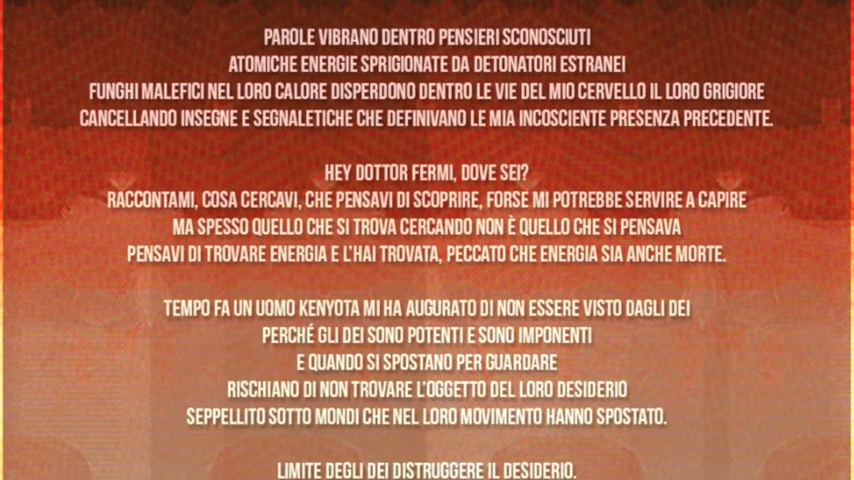 PAROLE VIBRANO DENTRO PENSIERI SCONOSCIUTI
ATOMICHE ENERGIE SPRIGIONATE DA DETONATORI ESTRANEI
FUNGHI MALEFICI NEL LORO CALORE DISPERDONO DENTRO LE VIE DEL MIO CERVELLO IL LORO GRIGIORE
CANCELLANDO INSEGNE E SEGNALETICHE CHE DEFINIVANO LE MIA INCOSCIENTE PRESENZA PRECEDENTE.
HEY DOTTOR FERMI, DOVE SEI?
RACCONTAMI, COSA CERCAVI, CHE PENSAVI DI SCOPRIRE, FORSE MI POTREBBE SERVIRE A CAPIRE
MA SPESSO QUELLO CHE SI TROVA CERCANDO NON È QUELLO CHE SI PENSAVA
PENSAVI DI TROVARE ENERGIA E L'HAI TROVATA, PECCATO CHE ENERGIA SIA ANCHE MORTE.
TEMPO FA UN UOMO KENYOTA MI HA AUGURATO DI NON ESSERE VISTO DAGLI DEI
PERCHÉ GLI DEI SONO POTENTI E SONO IMPONENTI
E QUANDO SI SPOSTANO PER GUARDARE
RISCHIANO DI NON TROVARE L'OGGETTO DEL LORO DESIDERIO
SEPPELLITO SOTTO MONDI CHE NEL LORO MOVIMENTO HANNO SPOSTATO.
LIMITE DEGLI DEI DISTRUGGERE IL DESIDERIO.